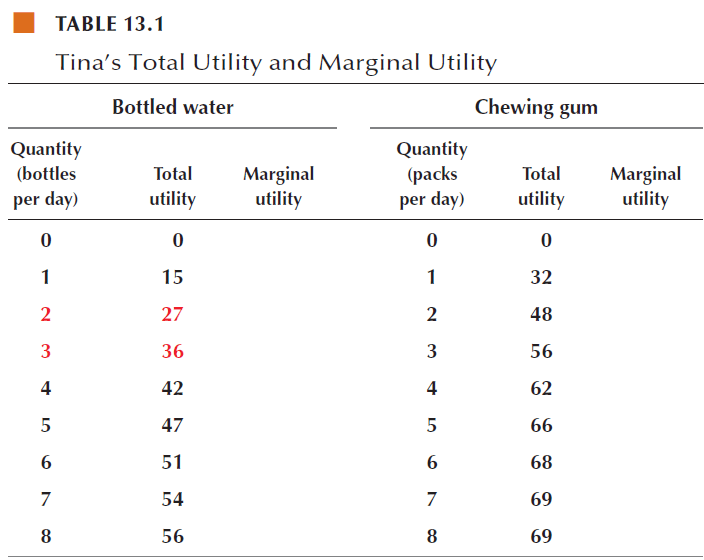 TABLE 13.1
Tina’s Total Utility and Marginal Utility
Bottled water Chewing gum
Quantity Quantity
(bottles Total Marginal (packs Total Marginal
per day) utility utility per day) utility utility
0 0 0 0
1 15 1 32
2 27 2 48
3 36 3 56
4 42 4 62
5 47 5 66
6 51 6 68
7 54 7 69
8 56 8 69